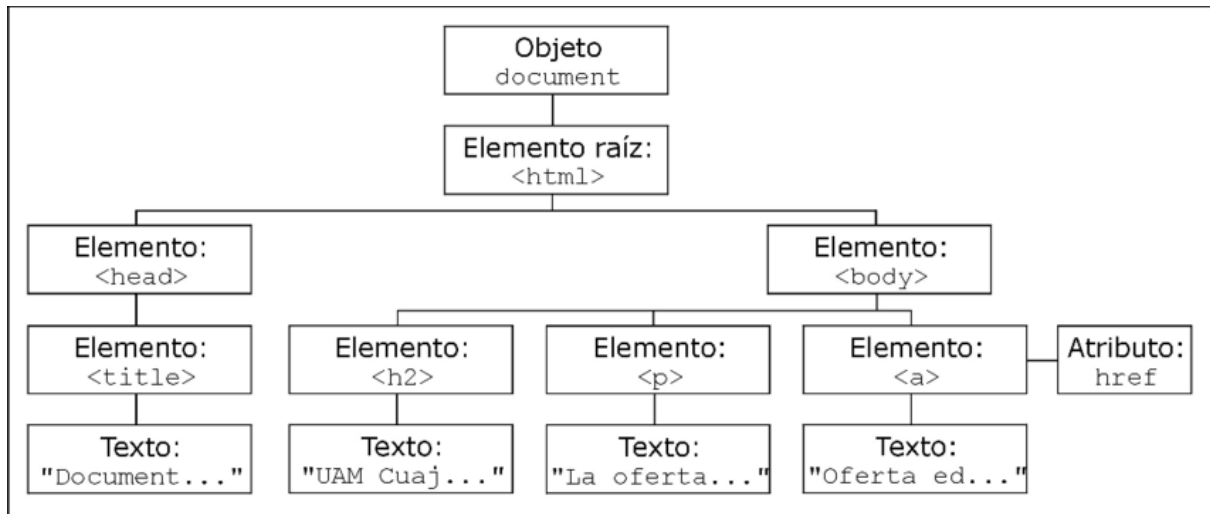 Objeto
document
Elemento raíz:
<html>
Elemento:
<head>
Elemento:
<body>
Elemento:
<title>
Elemento:
<h2>
Elemento:
<p>
Elemento:
<a>
Atributo:
href
Texto:
"Document..."
Texto:
"UAM Cuaj..."
Texto:
"La oferta..."
Texto:
"Oferta ed..."